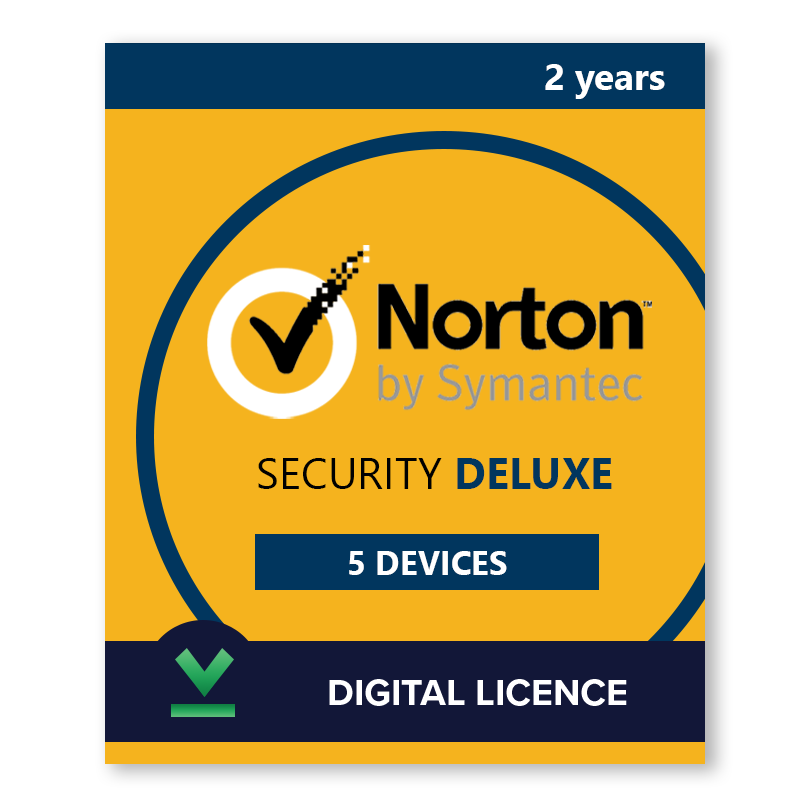 2 years
Norton™
by Symantec
SECURITY DELUXE
5 DEVICES
DIGITAL LICENCE